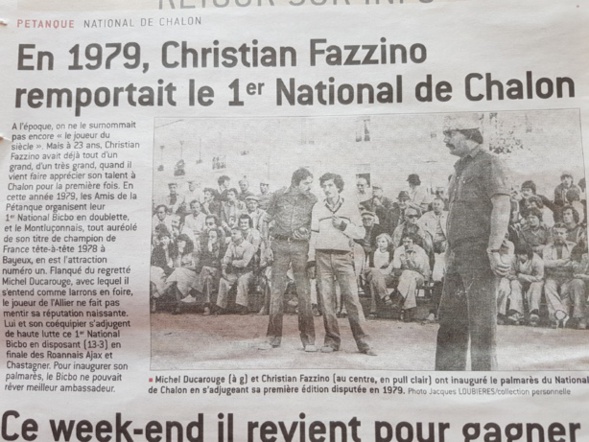 RETOUR SUR INFO
PETANQUE NATIONAL DE CHALON
En 1979, Christian Fazzino
remportait le 1er National de Chalon
A l'époque, on ne le surnommait
pas encore « le joueur du
siècle ». Mais à 23 ans, Christian
Fazzino avait déjà tout d'un
grand, d'un très grand, quand il
vient faire apprécier son talent à
Chalon pour la première fois. En
cette année 1979, les Amis de la
Pétanque organisent leur
1er National Bicbo en doublette,
et le Montluçonnais, tout auréolé
de son titre de champion de
France tête-à-tête 1978 à
Bayeux, en est l'attraction
numéro un. Flanqué du regretté
Michel Ducarouge, avec lequel il
s'entend comme larrons en foire,
le joueur de l'Allier ne fait pas
mentir sa réputation naissante.
Lui et son coéquipier s'adjugent
de haute lutte ce 1er National
Bicbo en disposant (13-3) en
finale des Roannais Ajax et
Chastagner. Pour inaugurer son
palmarès, le Bicbo ne pouvait
rêver meilleur ambassadeur.
Michel Ducarouge (à g) et Christian Fazzino (au centre, en pull clair) ont inauguré le palmarès du National
de Chalon en s'adjugeant sa première édition disputée en 1979. Photo Jacques LOUBIERES/collection personnelle
Ce week-end il revient pour gagner